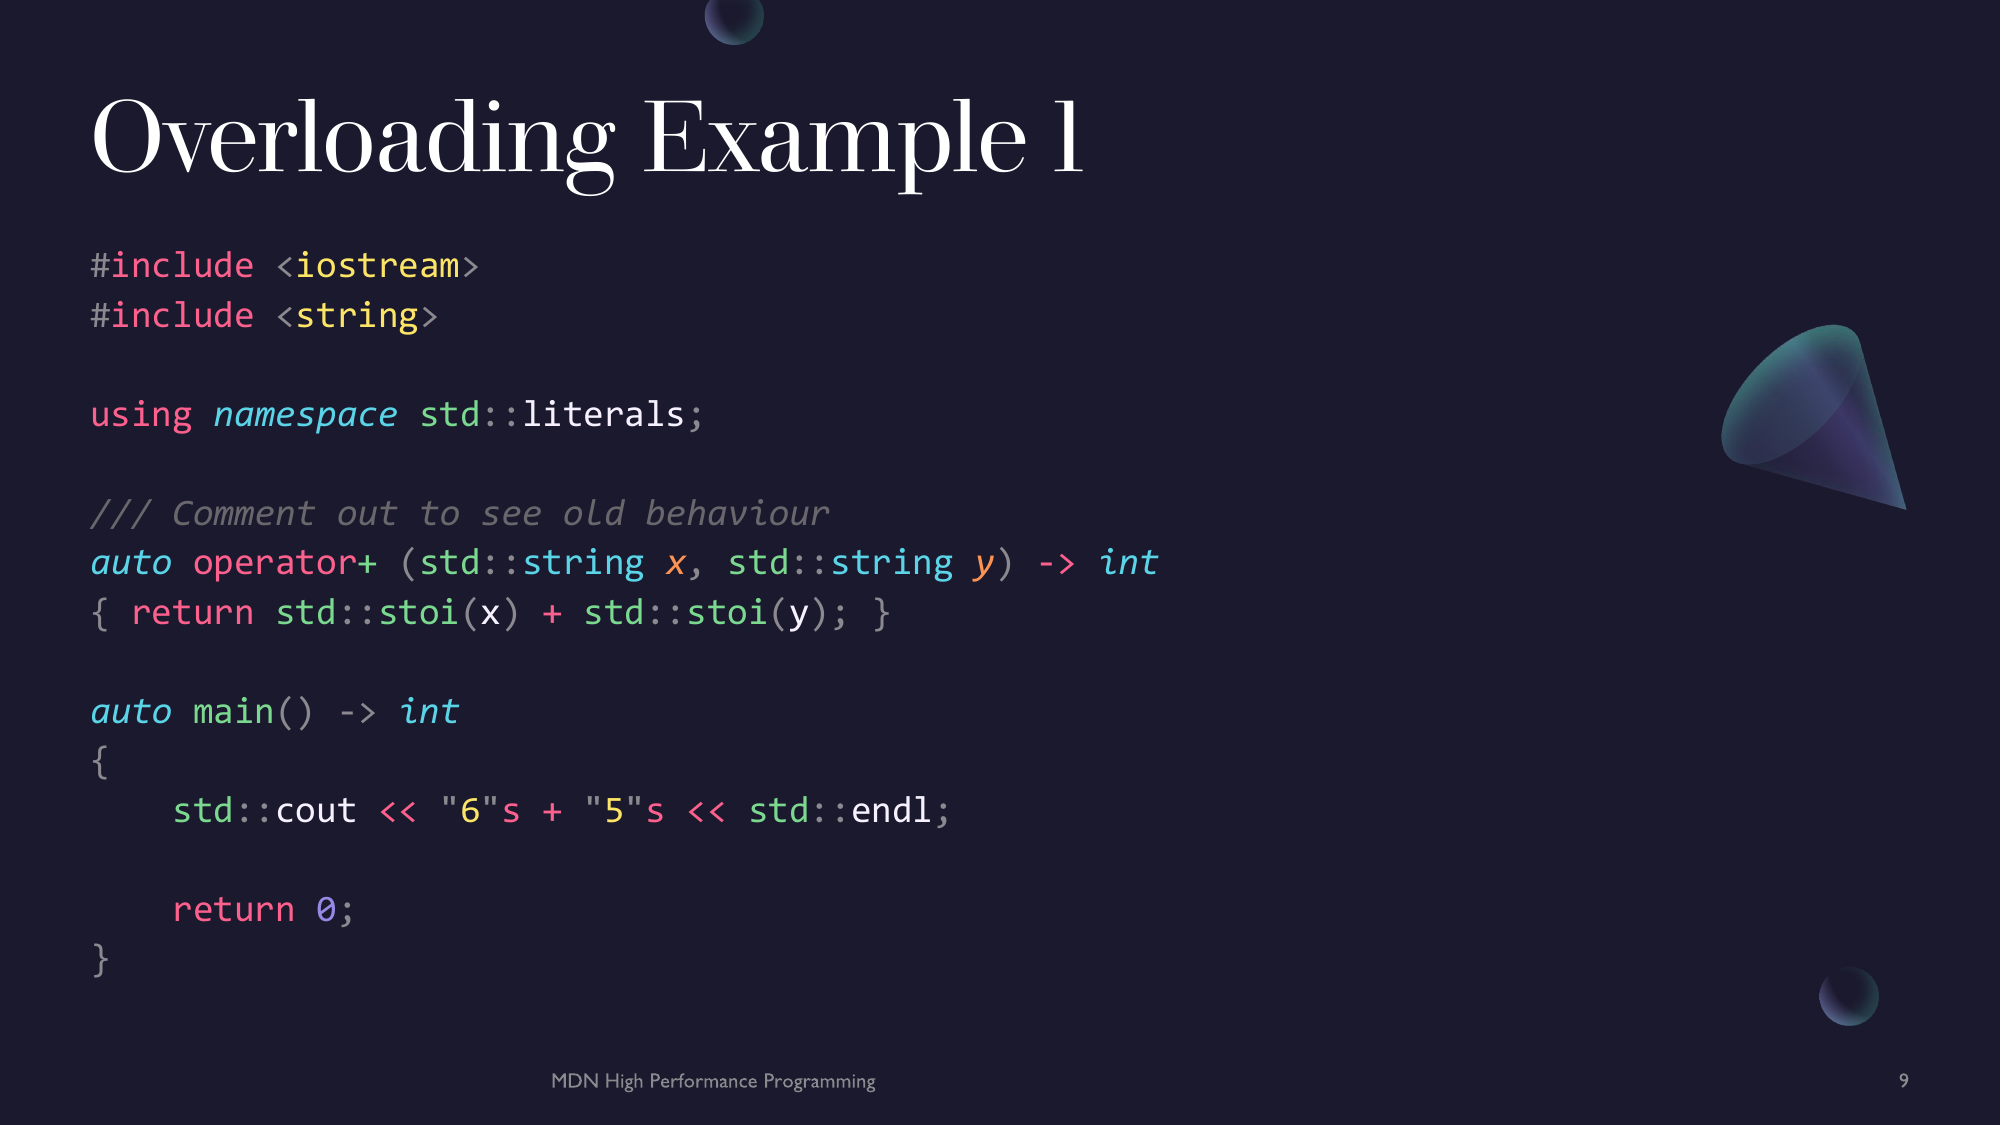 Overloading Example 1
#include <iostream>
#include <string>
using namespace std::literals;
/// Comment out to see old behaviour
auto operator+ (std::string x, std::string y) -> int
{ return std::stoi(x) + std::stoi(y); }
auto main() -> int
{
    std::cout << "6"s + "5"s << std::endl;
    return 0;
}
MDN High Performance Programming
9